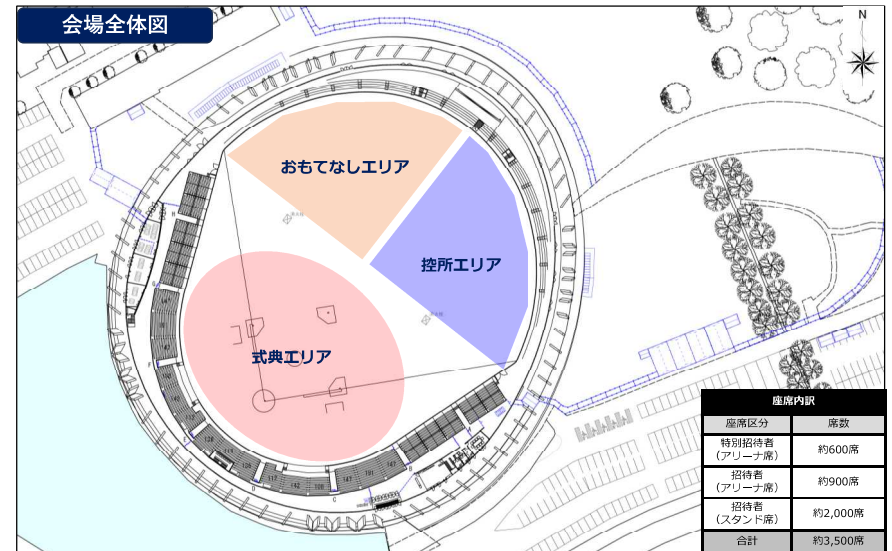 会場全体図
N
おもてなしエリア
控所エリア
式典エリア
座席内訳
座席区分 席数
特別招待者
（アリーナ席） 約600席
招待者
（アリーナ席） 約900席
招待者
（スタンド席） 約2,000席
合計 約3,500席